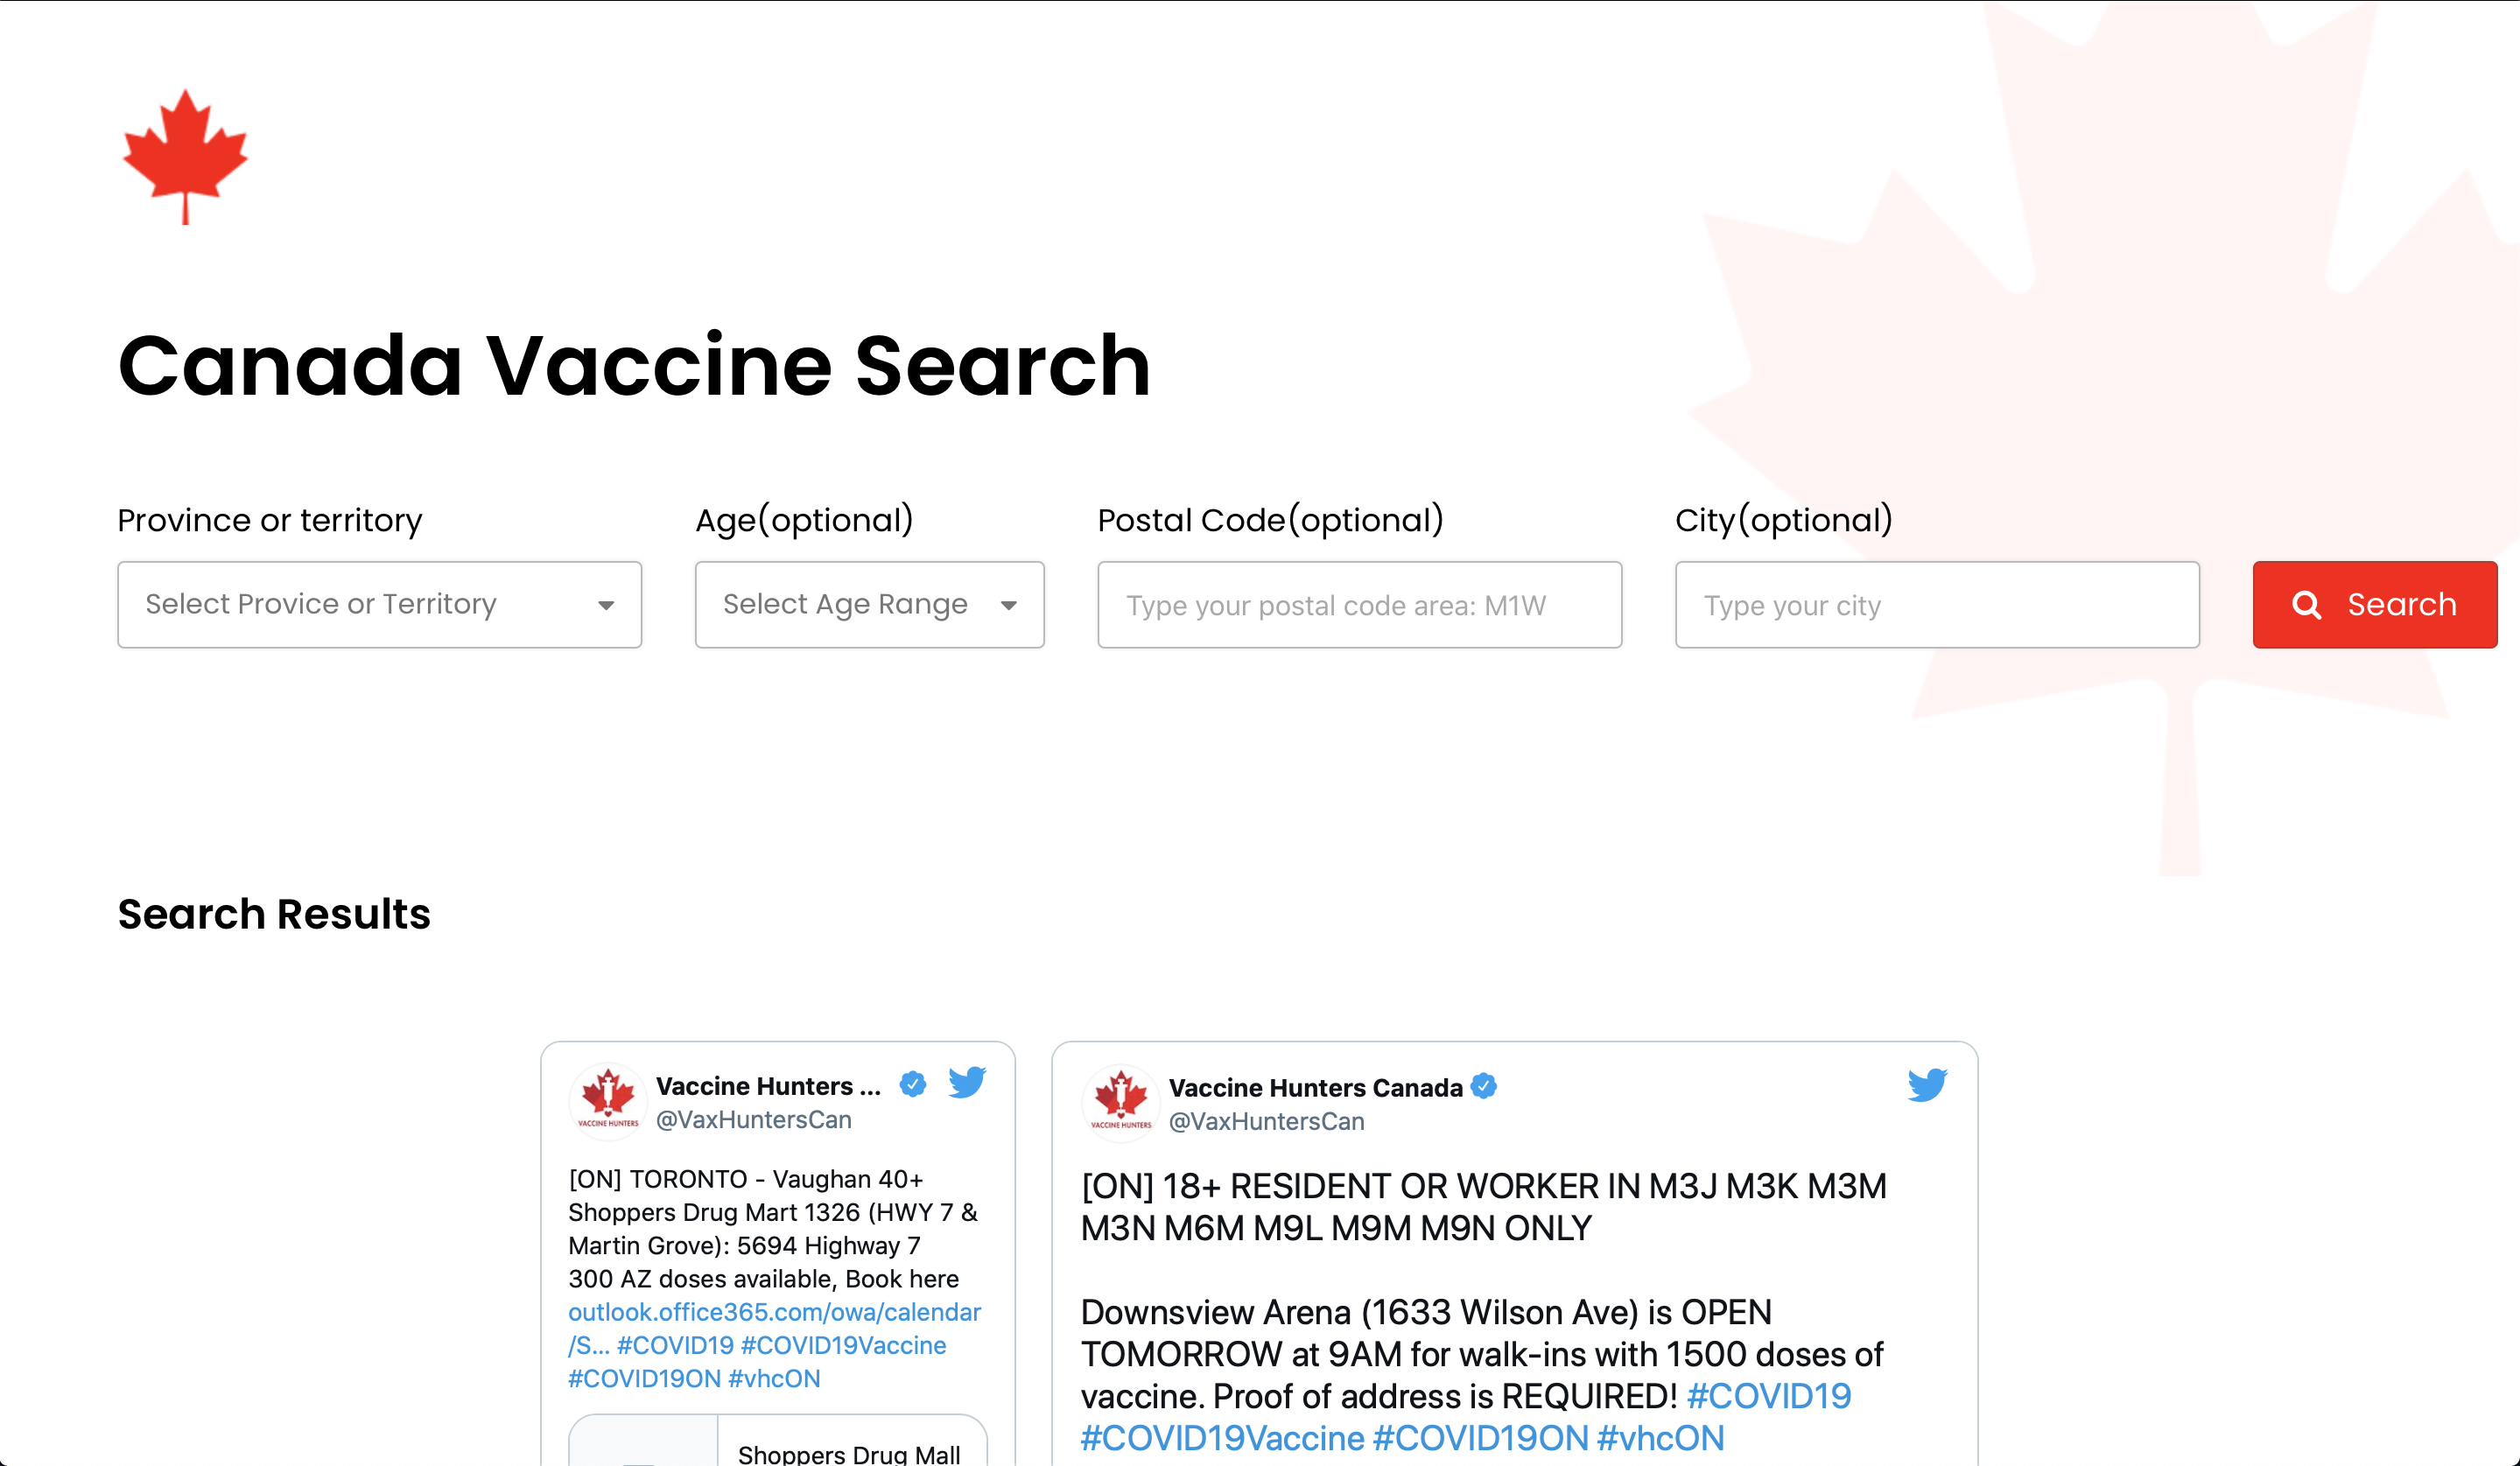 Canada Vaccine Search
Province or territory
Age(optional)
Postal Code(optional)
City(optional)
Select Provice or Territory
Select Age Range
Type your postal code area: M1W
Type your city
Search
Search Results
Vaccine Hunters ...
@VaxHuntersCan
VACCINE HUNTERS
[ON] TORONTO - Vaughan 40+
Shoppers Drug Mart 1326 (HWY 7 &
Martin Grove): 5694 Highway 7
300 AZ doses available, Book here
outlook.office365.com/owa/calendar
/S... #COVID19 #COVID19Vaccine
#COVID19ON #vhcON
Shoppers Drug Mall
Vaccine Hunters Canada
@VaxHuntersCan
VACCINE HUNTERS
[ON] 18+ RESIDENT OR WORKER IN M3J M3K M3M
M3N M6M M9L M9M M9N ONLY
Downsview Arena (1633 Wilson Ave) is OPEN
TOMORROW at 9AM for walk-ins with 1500 doses of
vaccine. Proof of address is REQUIRED! #COVID19
#COVID19Vaccine #COVID19ON #vhcON